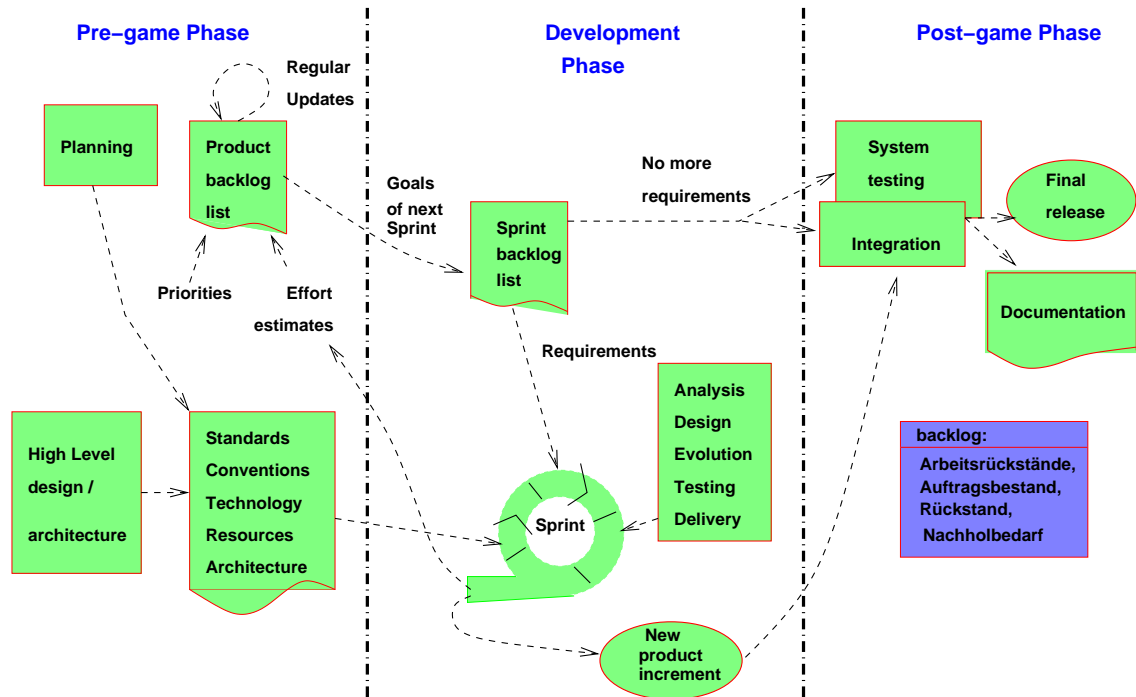 Pre–game Phase
Development
Phase
Post–game Phase
Regular
Updates
Planning
Product
backlog
list
Priorities
Effort
estimates
High Level
design /
architecture
Standards
Conventions
Technology
Resources
Architecture
Goals
of next
Sprint
Sprint
backlog
list
No more
requirements
Requirements
Analysis
Design
Evolution
Testing
Delivery
Sprint
New
product
increment
System
testing
Integration
Final
release
Documentation
backlog:
Arbeitsrückstände,
Auftragsbestand,
Rückstand,
Nachholbedarf